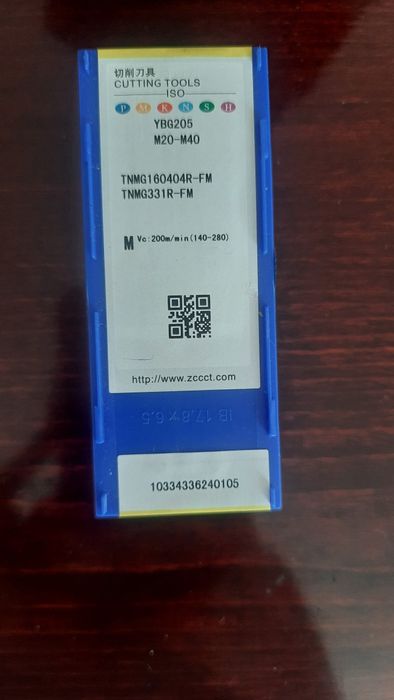 切削刀具
CUTTING TOOLS
ISO
P M K N S H
YBG205
M20-M40
TNMG160404R-FM
TNMG331R-FM
M Vc:200m/min(140-280)
http://www.zccct.com
IB 17.8×6.5
10334336240105